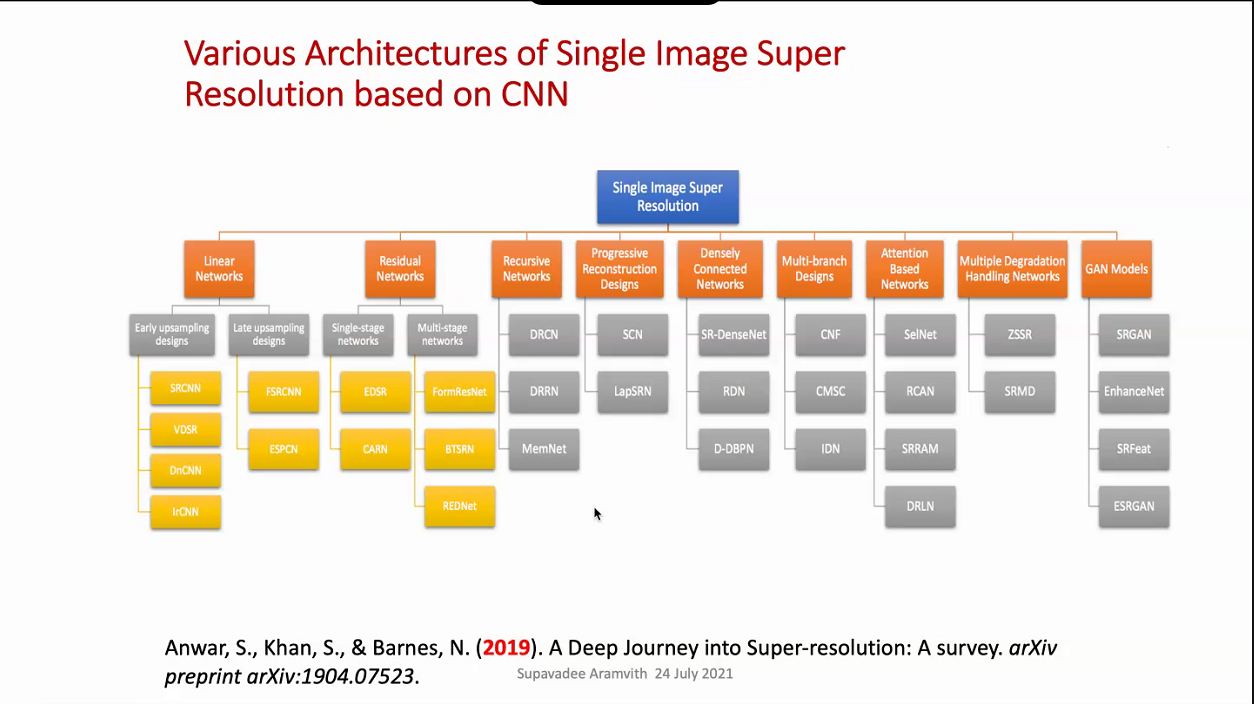 Various Architectures of Single Image Super
Resolution based on CNN
Single Image Super
Resolution
Linear
Networks
Residual
Networks
Recursive
Networks
Progressive
Reconstruction
Designs
Densely
Connected
Networks
Multi-branch
Designs
Attention
Based
Networks
Multiple Degradation
Handling Networks
GAN Models
Early upsampling
designs
Late upsampling
designs
Single-stage
networks
Multi-stage
networks
SRCNN
VDSR
DnCNN
IrCNN
FSRCNN
ESPCN
EDSR
CARN
FormResNet
BTSRN
REDNet
DRCN
DRRN
MemNet
SCN
LapSRN
SR-DenseNet
RDN
D-DBPN
CNF
CMSC
IDN
SelNet
RCAN
SRRAM
DRLN
ZSSR
SRMD
SRGAN
EnhanceNet
SRFeat
ESRGAN
Anwar, S., Khan, S., & Barnes, N. (2019). A Deep Journey into Super-resolution: A survey. arXiv
preprint arXiv:1904.07523.
Supavadee Aramvith 24 July 2021